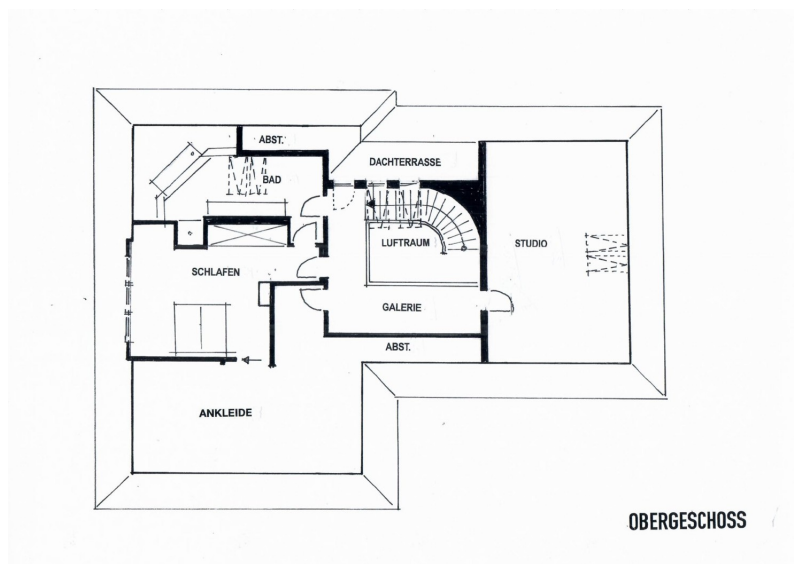 ABST.
DACHTERRASSE
BAD
LUFTRAUM
STUDIO
SCHLAFEN
GALERIE
ABST.
ANKLEIDE
OBERGESCHOSS